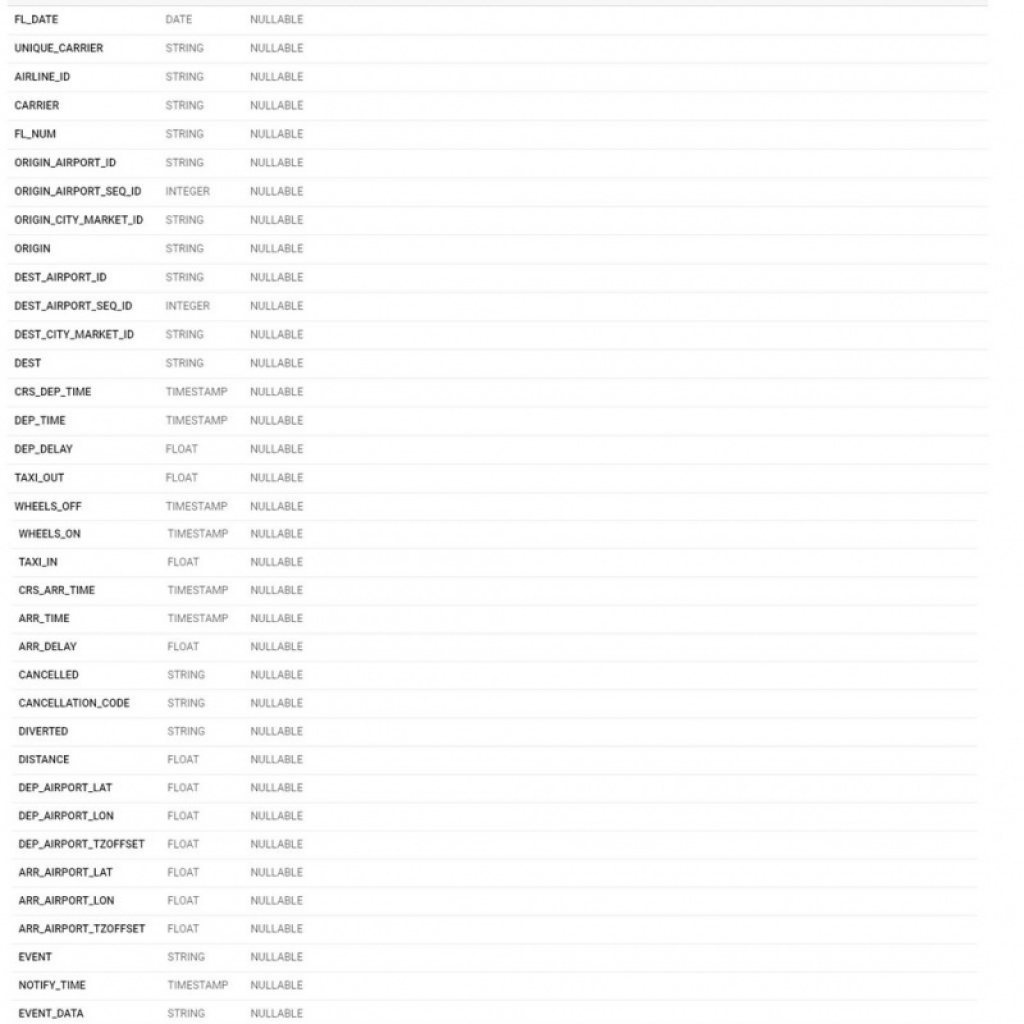 FL_DATE DATE NULLABLE
UNIQUE_CARRIER STRING NULLABLE
AIRLINE_ID STRING NULLABLE
CARRIER STRING NULLABLE
FL_NUM STRING NULLABLE
ORIGIN_AIRPORT_ID STRING NULLABLE
ORIGIN_AIRPORT_SEQ_ID INTEGER NULLABLE
ORIGIN_CITY_MARKET_ID STRING NULLABLE
ORIGIN STRING NULLABLE
DEST_AIRPORT_ID STRING NULLABLE
DEST_AIRPORT_SEQ_ID INTEGER NULLABLE
DEST_CITY_MARKET_ID STRING NULLABLE
DEST STRING NULLABLE
CRS_DEP_TIME TIMESTAMP NULLABLE
DEP_TIME TIMESTAMP NULLABLE
DEP_DELAY FLOAT NULLABLE
TAXI_OUT FLOAT NULLABLE
WHEELS_OFF TIMESTAMP NULLABLE
WHEELS_ON TIMESTAMP NULLABLE
TAXI_IN FLOAT NULLABLE
CRS_ARR_TIME TIMESTAMP NULLABLE
ARR_TIME TIMESTAMP NULLABLE
ARR_DELAY FLOAT NULLABLE
CANCELLED STRING NULLABLE
CANCELLATION_CODE STRING NULLABLE
DIVERTED STRING NULLABLE
DISTANCE FLOAT NULLABLE
DEP_AIRPORT_LAT FLOAT NULLABLE
DEP_AIRPORT_LON FLOAT NULLABLE
DEP_AIRPORT_TZOFFSET FLOAT NULLABLE
ARR_AIRPORT_LAT FLOAT NULLABLE
ARR_AIRPORT_LON FLOAT NULLABLE
ARR_AIRPORT_TZOFFSET FLOAT NULLABLE
EVENT STRING NULLABLE
NOTIFY_TIME TIMESTAMP NULLABLE
EVENT_DATA STRING NULLABLE